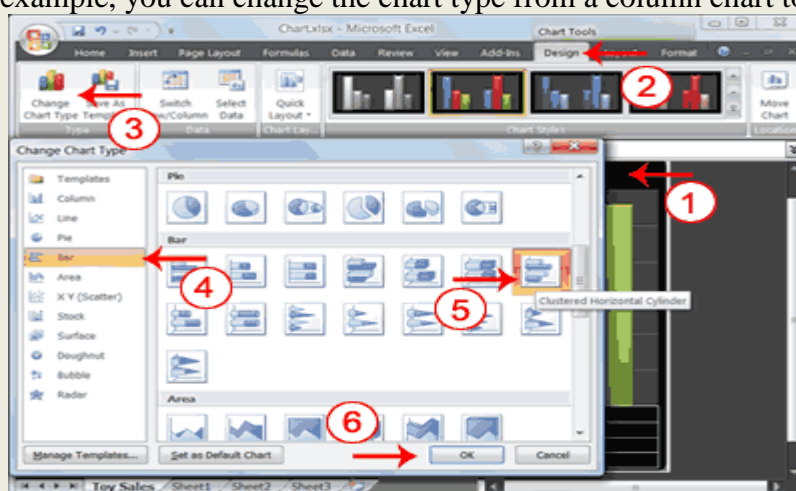 example, you can change the chart type from a column chart to
Chart.xlsx - Microsoft Excel
Chart Tools
Home Insert Page Layout Formulas Data Review View Add-Ins Design Format
Change Chart Type
Save As
Switch
Select Data
Quick Layout
Move Chart
Type
Data
Chart Lay...
Chart Styles
Location
1
2
3
Change Chart Type
Templates
Column
Line
Pie
Bar
Area
X Y (Scatter)
Stock
Surface
Doughnut
Bubble
Radar
Pie
Bar
4
5
Clustered Horizontal Cylinder
Area
6
Manage Templates...
Set as Default Chart
OK
Cancel
Toy Sales Sheet1 Sheet2 Sheet3